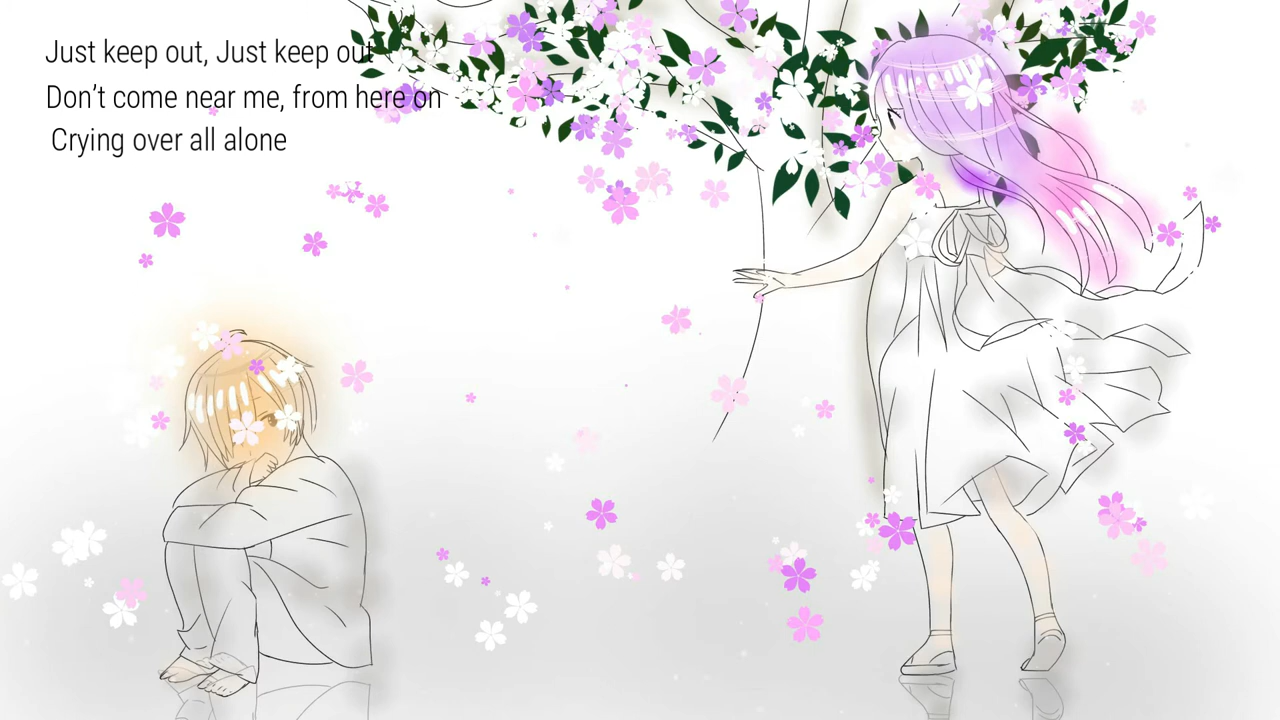 Just keep out, Just keep out
Don't come near me, from here on
Crying over all alone